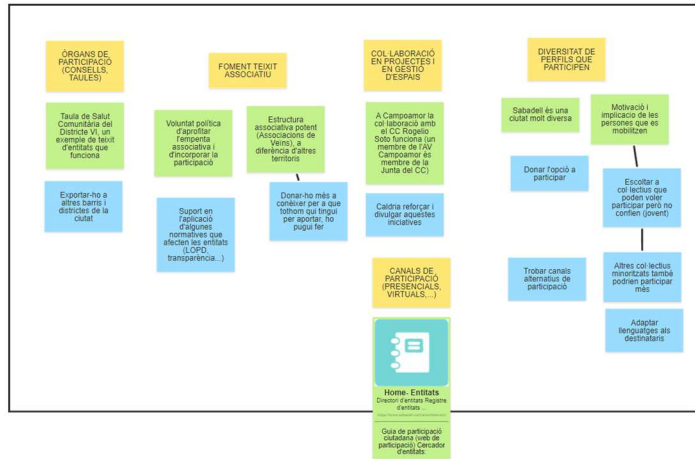 ÒRGANS DE
PARTICIPACIÓ
(CONSELLS,
TAULES)
Taula de Salut
Comunitària del
Districte VI, un
exemple de teixit
d'entitats que
funciona
Exportar-ho a
altres barris i
districtes de la
ciutat
FOMENT TEIXIT
ASSOCIATIU
Voluntat política
d'aprofitar
l'empenta
associativa i
d'incorporar la
participació
Suport en
l'aplicació
d'algunes
normatives que
afecten les entitats
(LOPD,
transparència...)
Estructura
associativa potent
(Associacions de
Veïns), a
diferència d'altres
territoris
Donar-ho més a
conèixer per a que
tothom qui tingui
per aportar, ho
pugui fer
COL·LABORACIÓ
EN PROJECTES I
EN GESTIÓ
D'ESPAIS
A Campoamor la
col·laboració amb
el CC Rogelio
Soto funciona (un
membre de l'AV
Campoamor és
membre de la
Junta del CC)
Caldria reforçar i
divulgar aquestes
iniciatives
CANALS DE
PARTICIPACIÓ
(PRESENCIALS,
VIRTUALS,...)
Home- Entitats
Directori d'entitats Registre
d'entitats ...
Guia de participació
ciutadana (web de
participació) Cercador
d'entitats:
DIVERSITAT DE
PERFILS QUE
PARTICIPEN
Sabadell és una
ciutat molt diversa
Donar l'opció a
participar
Trobar canals
alternatius de
participació
Motivació i
implicació de les
persones que es
mobilitzen
Escoltar a
col·lectius que
poden voler
participar però no
confien (jovent)
Altres col·lectius
minoritzats també
podrien participar
més
Adaptar
llenguatges als
destinataris